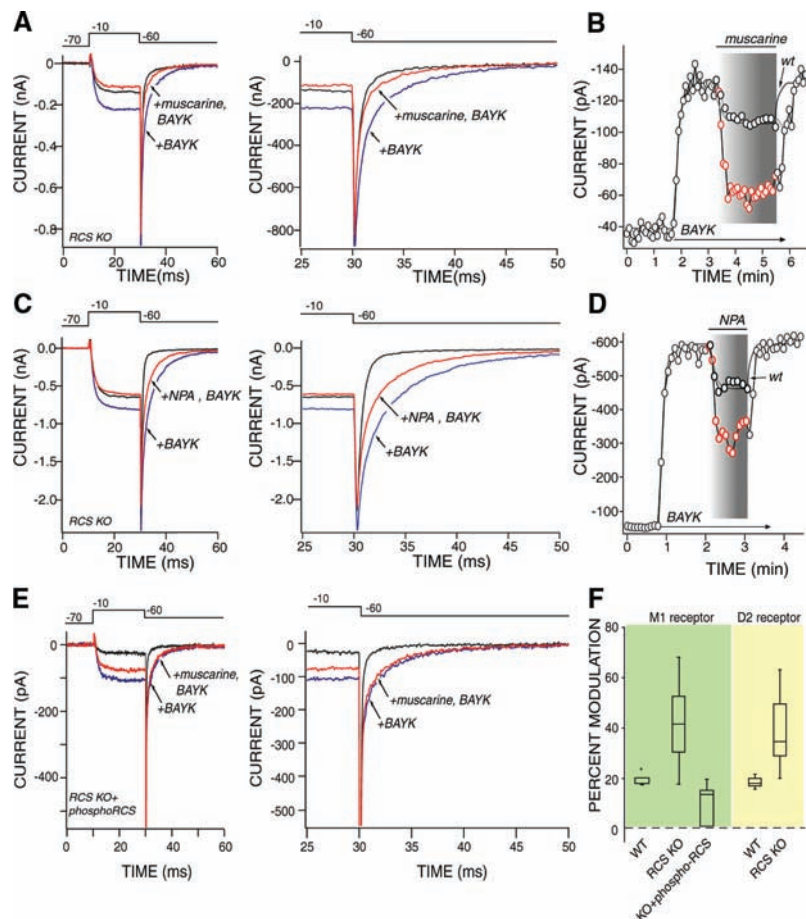 A
-70
-10
-60
0.0
-0.2
-0.4
-0.6
-0.8
CURRENT (nA)
+muscarine,
BAYK
+BAYK
RCS KO
0
20
40
60
TIME(ms)
-10
-60
0
-200
-400
-600
-800
CURRENT (nA)
+muscarine, BAYK
+BAYK
25
30
35
40
45
50
TIME(ms)
B
muscarine
wt
-140
-120
-100
-80
-60
-40
CURRENT (pA)
BAYK
0
1
2
3
4
5
6
TIME (min)
C
-70
-10
-60
0.0
-0.5
-1.0
-1.5
-2.0
CURRENT (nA)
+NPA , BAYK
+BAYK
RCS KO
0
20
40
60
TIME (ms)
-10
-60
0.0
-0.5
-1.0
-1.5
-2.0
CURRENT (nA)
+NPA , BAYK
+BAYK
25
30
35
40
45
50
TIME (ms)
D
NPA
wt
-600
-500
-400
-300
-200
-100
CURRENT (pA)
BAYK
0
1
2
3
4
TIME (min)
E
-70
-10
-60
0
-100
-200
-400
CURRENT (pA)
+muscarine,
BAYK
+BAYK
RCS KO+
phosphoRCS
0
20
40
60
TIME (ms)
-10
-60
0
-100
-200
-300
-400
-500
CURRENT (pA)
+muscarine, BAYK
+BAYK
25
30
35
40
45
50
TIME (ms)
F
M1 receptor
D2 receptor
80
60
40
20
0
PERCENT MODULATION
WT
RCS KO
KO+phospho-RCS
WT
RCS KO